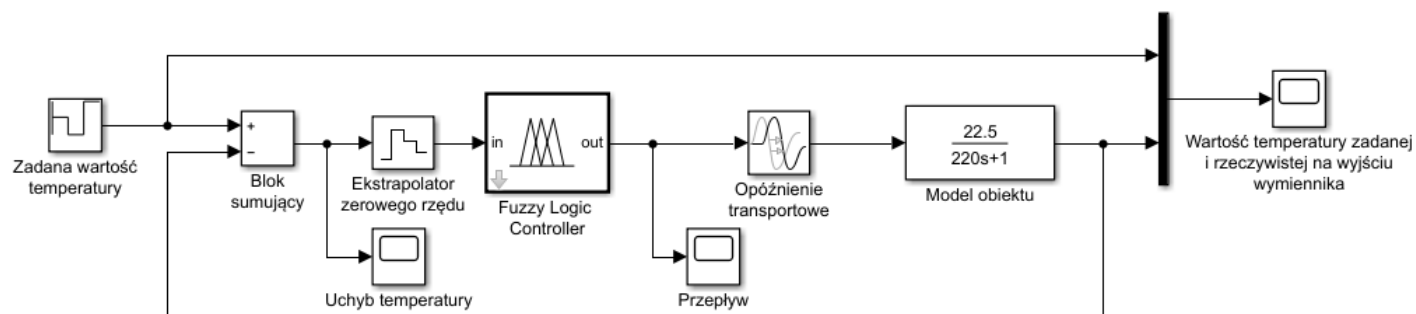 Zadana wartość
temperatury
+
−
Blok
sumujący
Ekstrapolator
zerowego rzędu
Uchyb temperatury
in
out
Fuzzy Logic
Controller
Przepływ
Opóźnienie
transportowe
22.5
220s+1
Model obiektu
Wartość temperatury zadanej
i rzeczywistej na wyjściu
wymiennika